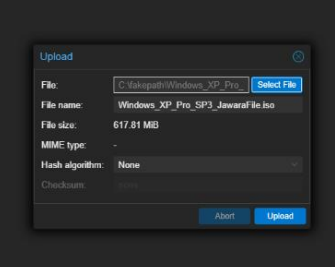 Upload
File: C:\fakepath\Windows_XP_Pro_ Select File
File name: Windows_XP_Pro_SP3_JawaraFile.iso
File size: 617.81 MiB
MIME type: -
Hash algorithm: None
Checksum: none
Abort Upload